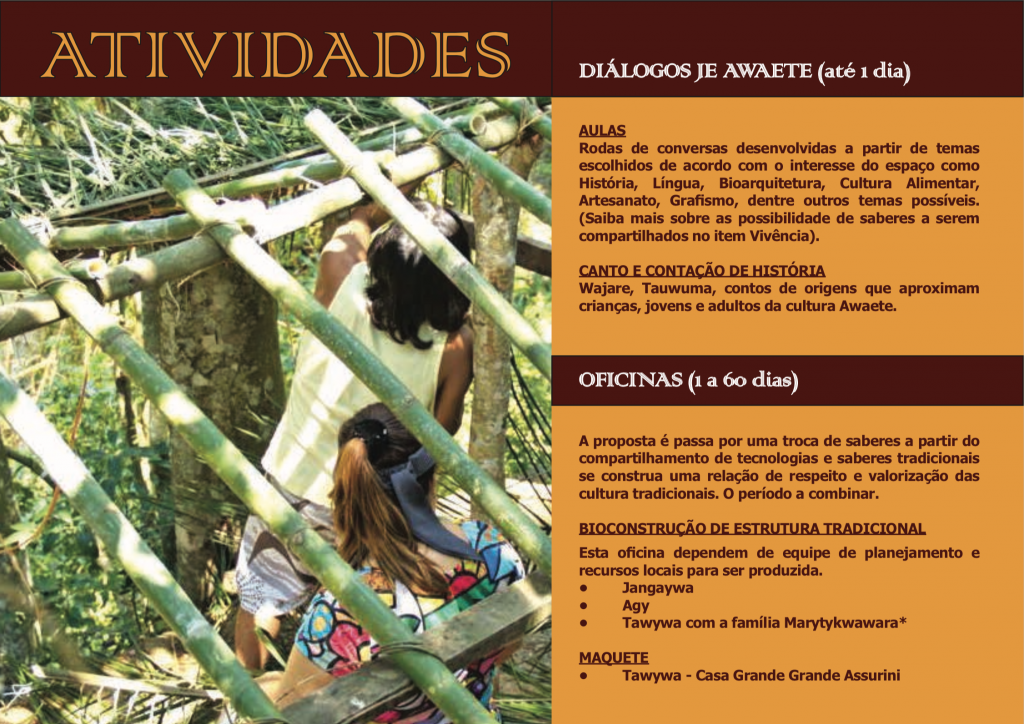 ATIVIDADES
DIÁLOGOS JE AWAETE (até 1 dia)
AULAS
Rodas de conversas desenvolvidas a partir de temas
escolhidos de acordo com o interesse do espaço como
História, Língua, Bioarquitetura, Cultura Alimentar,
Artesanato, Grafismo, dentre outros temas possíveis.
(Saiba mais sobre as possibilidade de saberes a serem
compartilhados no item Vivência).
CANTO E CONTAÇÃO DE HISTÓRIA
Wajare, Tauwuma, contos de origens que aproximam
crianças, jovens e adultos da cultura Awaete.
OFICINAS (1 a 60 dias)
A proposta é passa por uma troca de saberes a partir do
compartilhamento de tecnologias e saberes tradicionais
se construa uma relação de respeito e valorização das
cultura tradicionais. O período a combinar.
BIOCONSTRUÇÃO DE ESTRUTURA TRADICIONAL
Esta oficina dependem de equipe de planejamento e
recursos locais para ser produzida.
● Jangaywa
● Agy
● Tawywa com a família Marytykwawara*
MAQUETE
● Tawywa - Casa Grande Grande Assurini